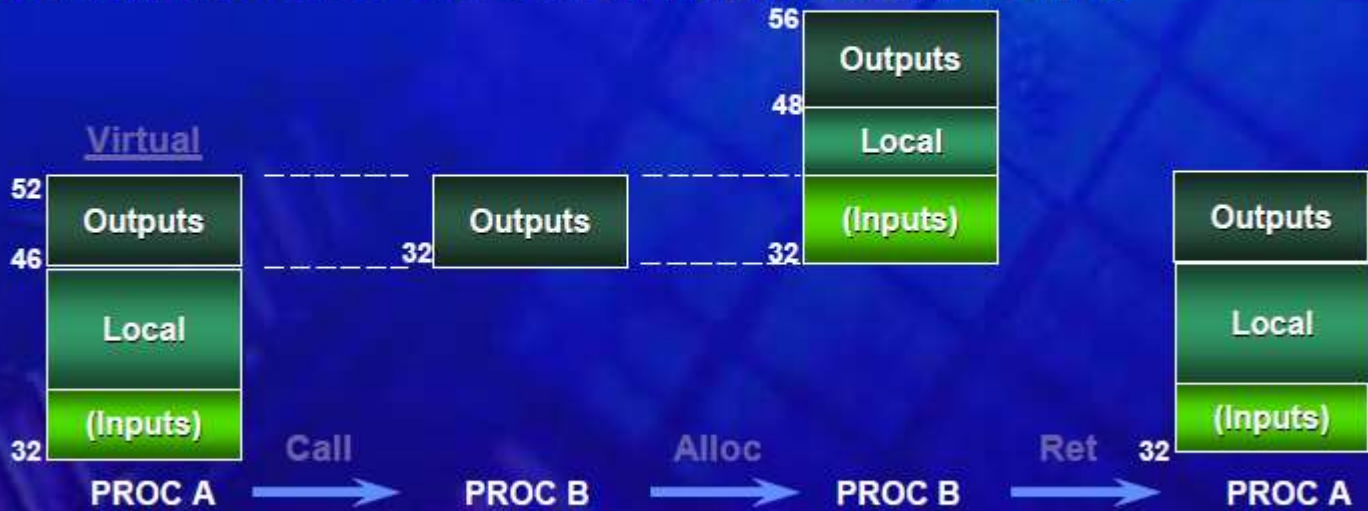 56
Outputs
48
Virtual
Local
52
Outputs
Outputs
(Inputs)
Outputs
46
32
32
Local
Local
(Inputs)
(Inputs)
32
Call
Alloc
Ret
32
PROC A
PROC B
PROC B
PROC A